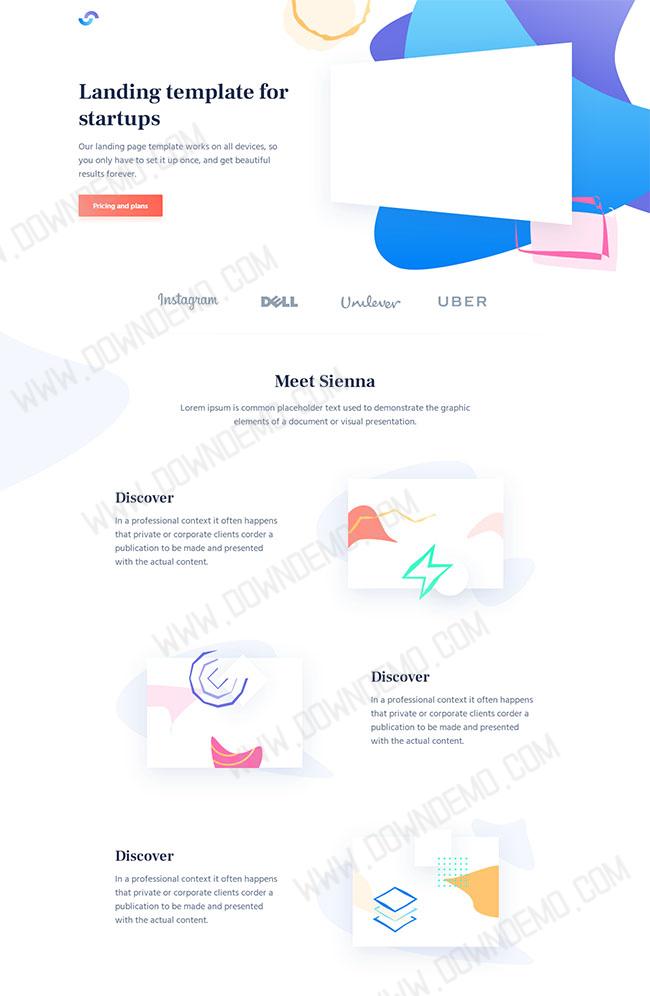 Landing template for
startups
Our landing page template works on all devices, so
you only have to set it up once, and get beautiful
results forever.
Pricing and plans
Instagram DELL Unilever UBER
Meet Sienna
Lorem ipsum is common placeholder text used to demonstrate the graphic
elements of a document or visual presentation.
Discover
In a professional context it often happens
that private or corporate clients corder a
publication to be made and presented
with the actual content.
Discover
In a professional context it often happens
that private or corporate clients corder a
publication to be made and presented
with the actual content.
Discover
In a professional context it often happens
that private or corporate clients corder a
publication to be made and presented
with the actual content.
WWW.DOWNDEMO.COM
WWW.DOWNDEMO.COM
WWW.DOWNDEMO.COM
WWW.DOWNDEMO.COM
WWW.DOWNDEMO.COM
WWW.DOWNDEMO.COM
WWW.DOWNDEMO.COM